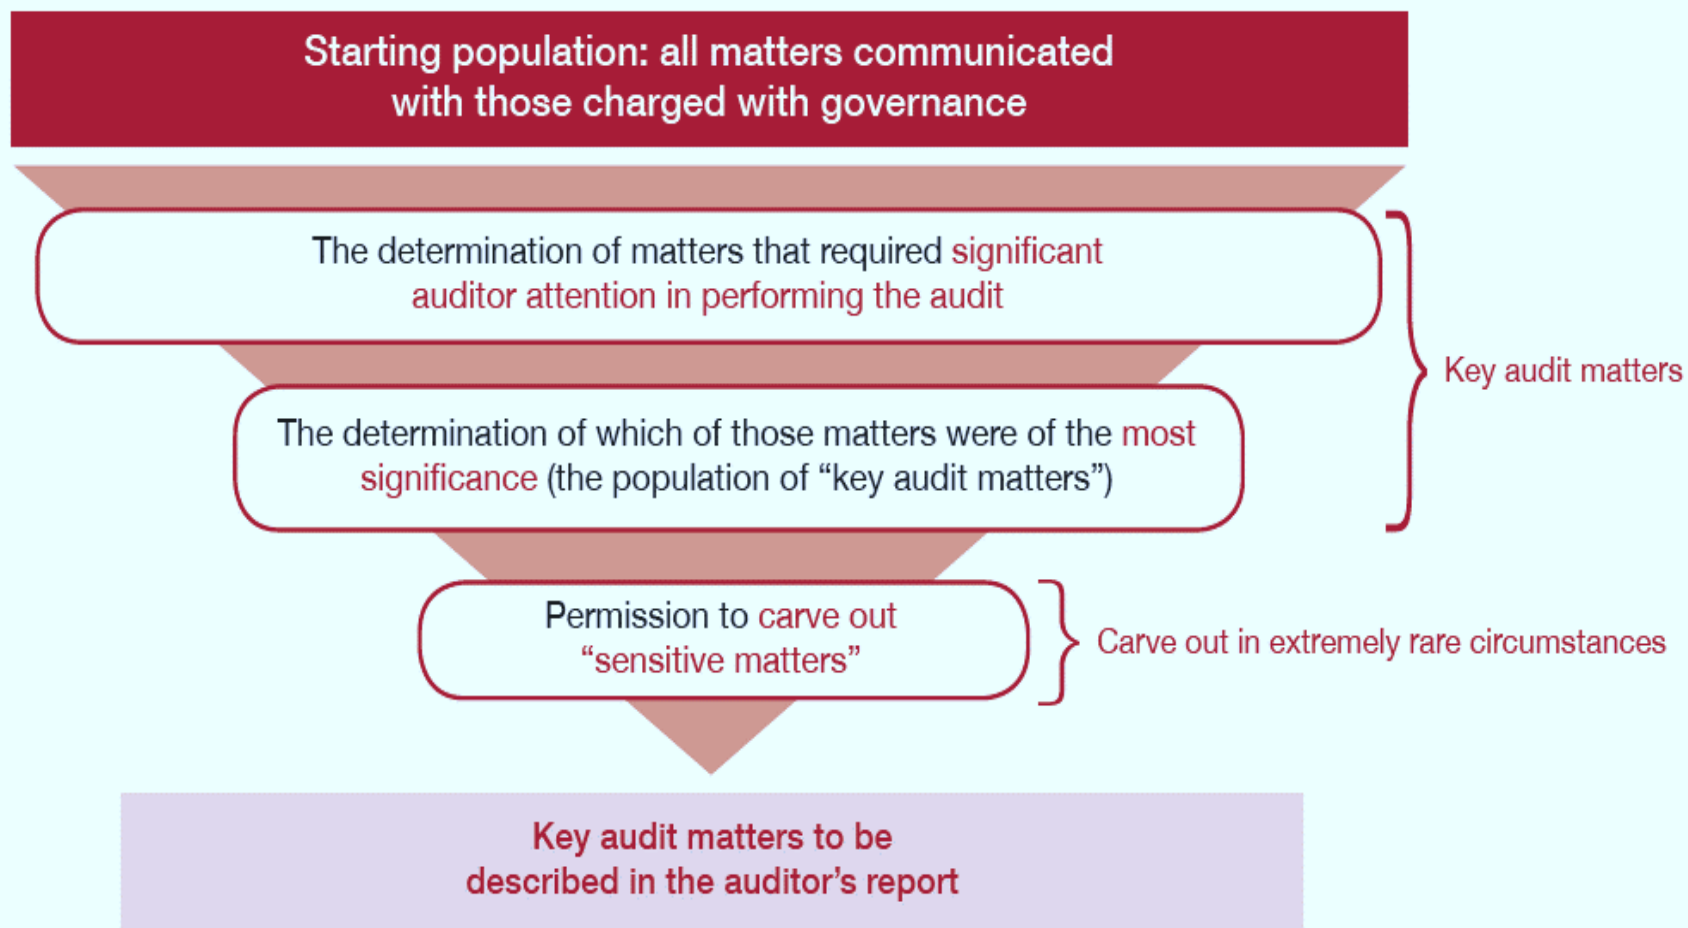 Starting population: all matters communicated
with those charged with governance
The determination of matters that required significant
auditor attention in performing the audit
Key audit matters
The determination of which of those matters were of the most
significance (the population of “key audit matters”)
Permission to carve out
“sensitive matters”
Carve out in extremely rare circumstances
Key audit matters to be
described in the auditor’s report